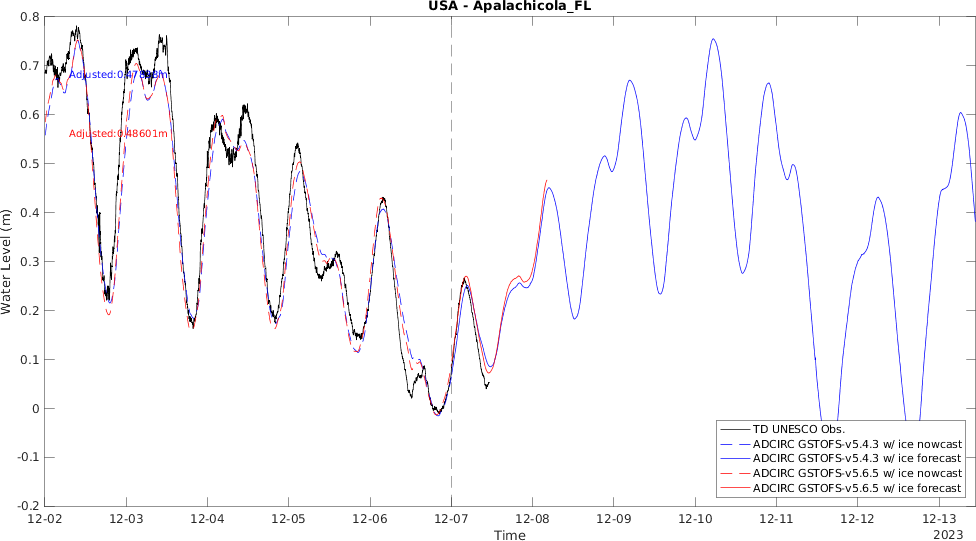 USA - Apalachicola_FL
0.8
0.7
0.6
0.5
0.4
0.3
0.2
0.1
0
-0.1
-0.2
Water Level (m)
Adjusted:0.48601m
TD UNESCO Obs.
ADCIRC GSTOFS-v5.4.3 w/ ice nowcast
ADCIRC GSTOFS-v5.4.3 w/ ice forecast
ADCIRC GSTOFS-v5.6.5 w/ ice nowcast
ADCIRC GSTOFS-v5.6.5 w/ ice forecast
12-02 12-03 12-04 12-05 12-06 12-07 12-08 12-09 12-10 12-11 12-12 12-13
Time
2023